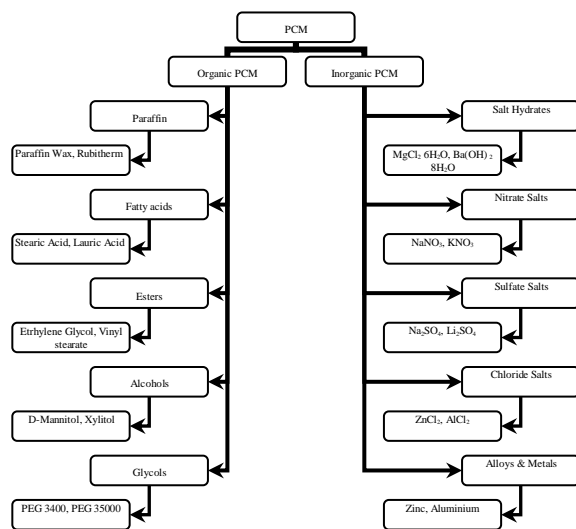 PCM
Organic PCM
Inorganic PCM
Paraffin
Paraffin Wax, Rubitherm
Fatty acids
Stearic Acid, Lauric Acid
Esters
Etrhylene Glycol, Vinyl
stearate
Alcohols
D-Mannitol, Xylitol
Glycols
PEG 3400, PEG 35000
Salt Hydrates
MgCl₂ 6H₂O, Ba(OH) ₂
8H₂O
Nitrate Salts
NaNO₃, KNO₃
Sulfate Salts
Na₂SO₄, Li₂SO₄
Chloride Salts
ZnCl₂, AlCl₂
Alloys & Metals
Zinc, Aluminium